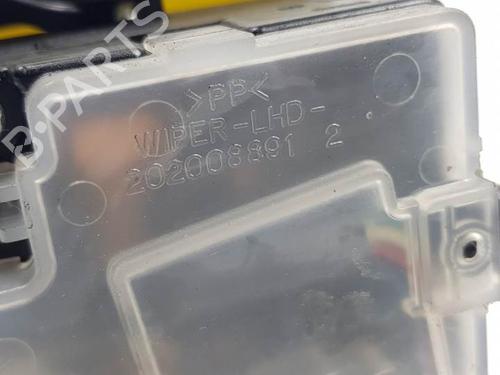 B-PARTS
>PP<
WIPER-LHD-
202008891 2